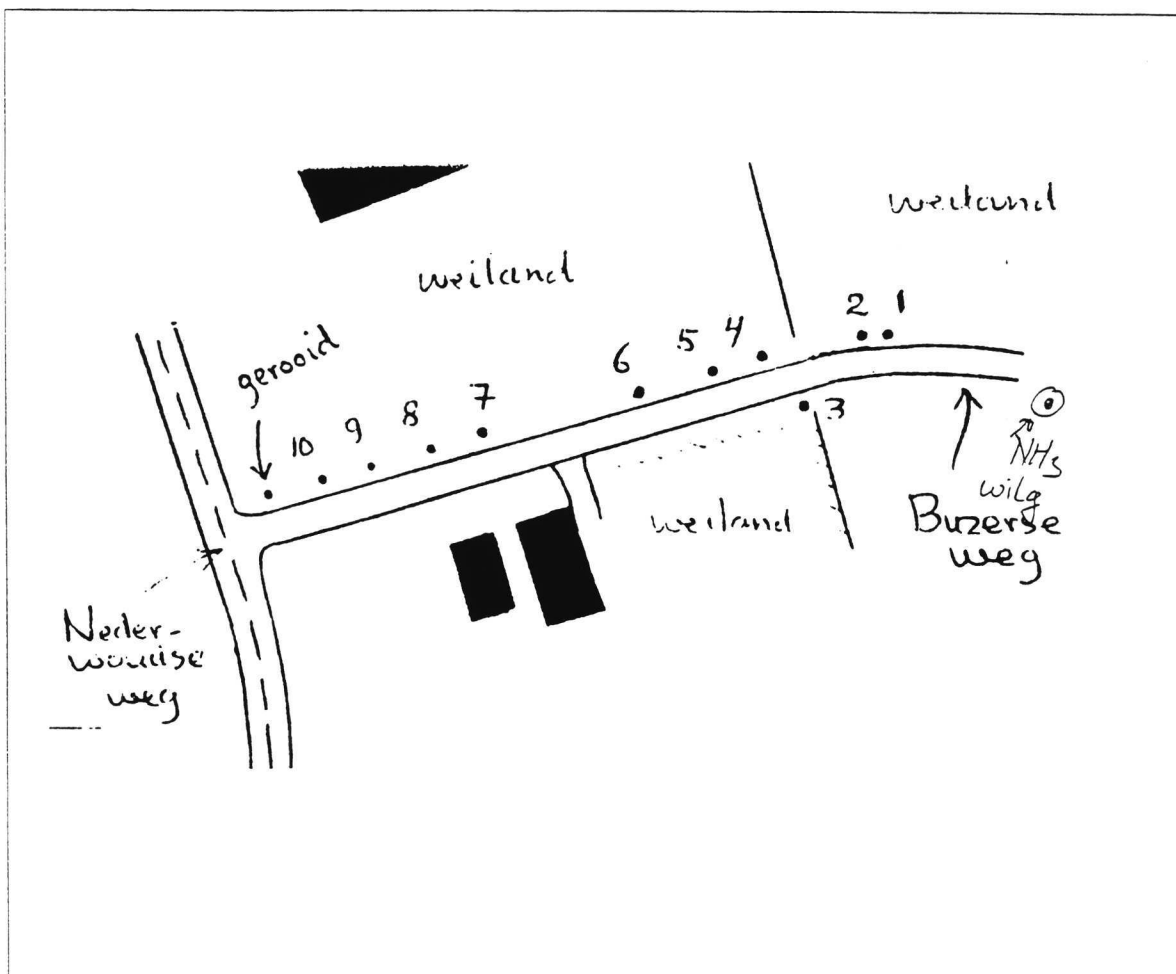 weiland
weiland
gerooid
2 1
6 5 4
10 9 8 7
3
NHS
wilg
weiland
Buzerse
weg
Neder-
woudse
weg